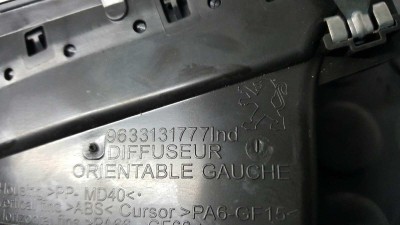 9633131777Ind
DIFFUSEUR
ORIENTABLE GAUCHE
>PP MD40<
>ABS< Cursor >PA6-GF15<